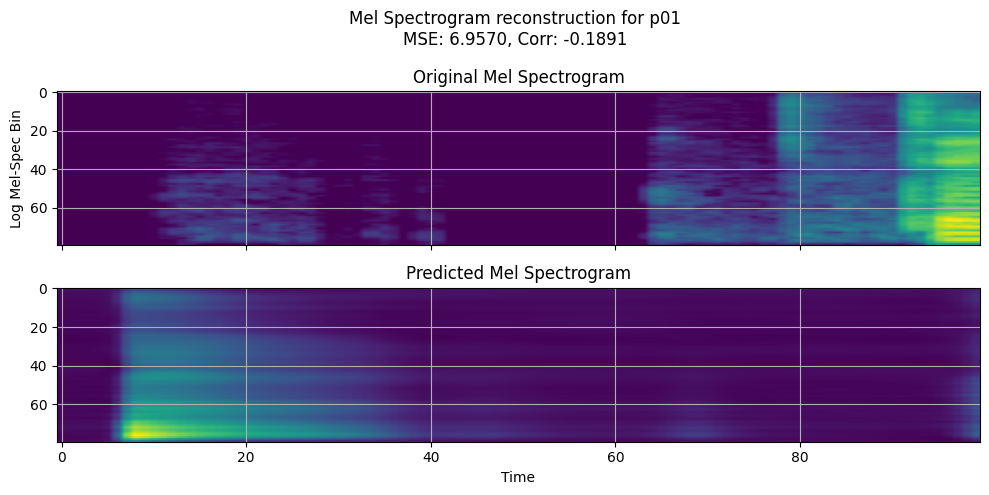 Mel Spectrogram reconstruction for p01
MSE: 6.9570, Corr: -0.1891
Original Mel Spectrogram
Log Mel-Spec Bin
0
20
40
60
Predicted Mel Spectrogram
0
20
40
60
0 20 40 60 80
Time